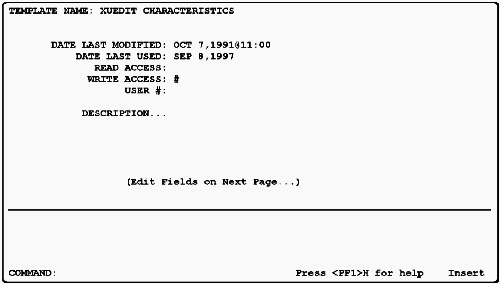 TEMPLATE NAME: XUEDIT CHARACTERISTICS
DATE LAST MODIFIED: OCT 7,1991@11:00
DATE LAST USED: SEP 8,1997
READ ACCESS:
WRITE ACCESS: #
USER #:
DESCRIPTION...
(Edit Fields on Next Page...)
COMMAND: Press <PF1>H for help Insert